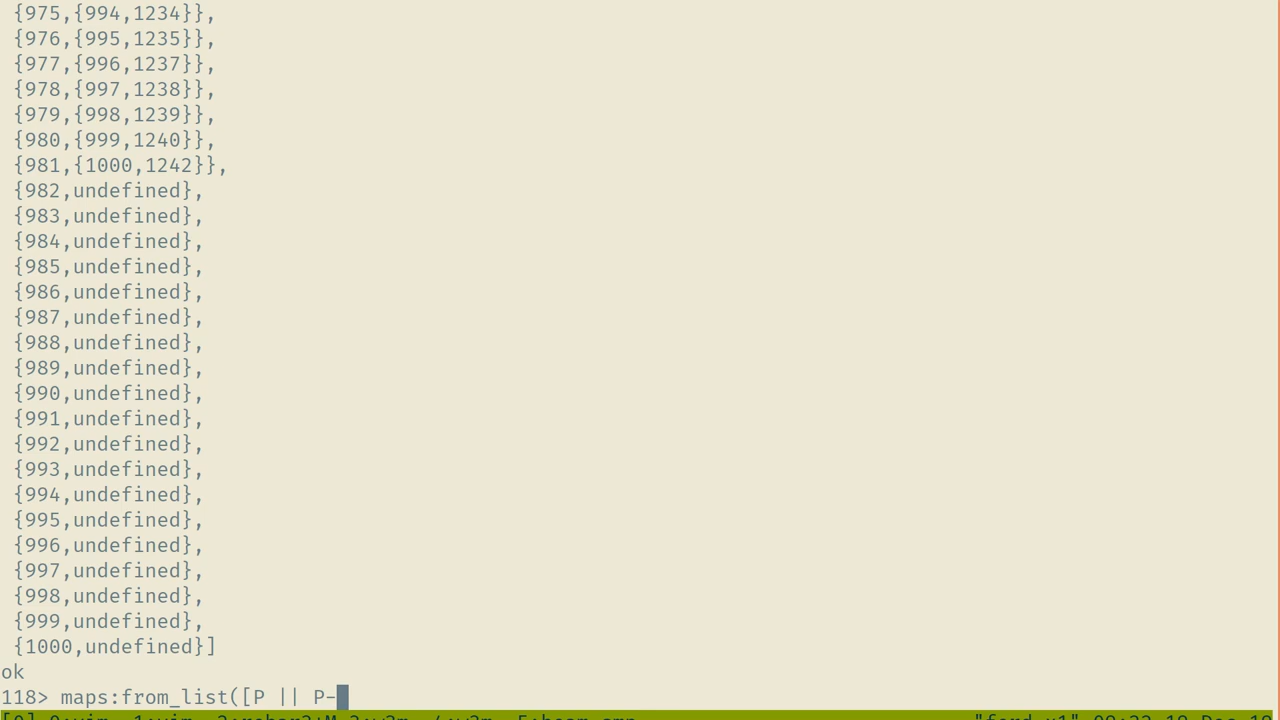 {975,{994,1234}},
{976,{995,1235}},
{977,{996,1237}},
{978,{997,1238}},
{979,{998,1239}},
{980,{999,1240}},
{981,{1000,1242}},
{982,undefined},
{983,undefined},
{984,undefined},
{985,undefined},
{986,undefined},
{987,undefined},
{988,undefined},
{989,undefined},
{990,undefined},
{991,undefined},
{992,undefined},
{993,undefined},
{994,undefined},
{995,undefined},
{996,undefined},
{997,undefined},
{998,undefined},
{999,undefined},
{1000,undefined}]
ok
118> maps:from_list([P || P-